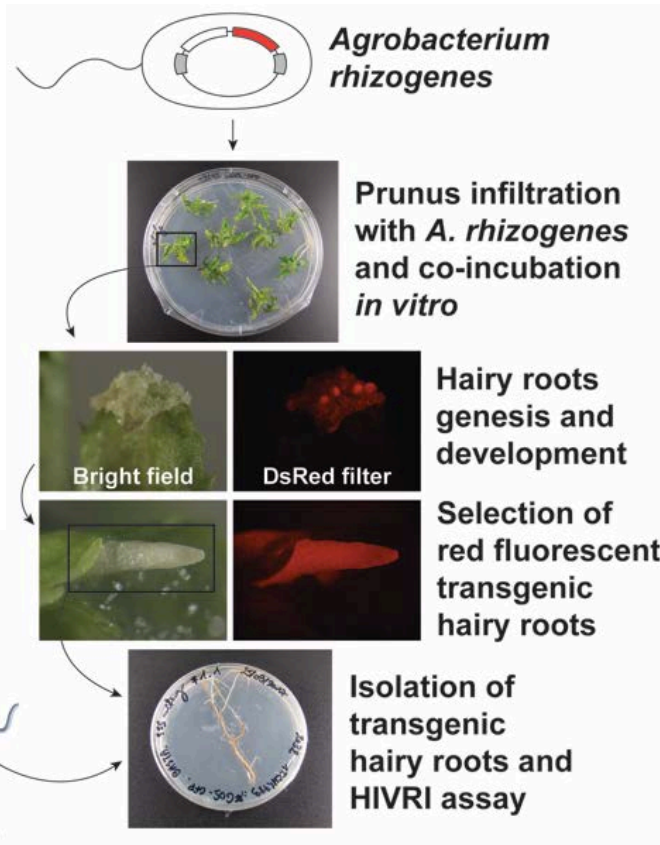 Agrobacterium
rhizogenes
Prunus infiltration
with A. rhizogenes
and co-incubation
in vitro
Hairy roots
genesis and
development
Bright field
DsRed filter
Selection of
red fluorescent
transgenic
hairy roots
Isolation of
transgenic
hairy roots and
HIVRI assay